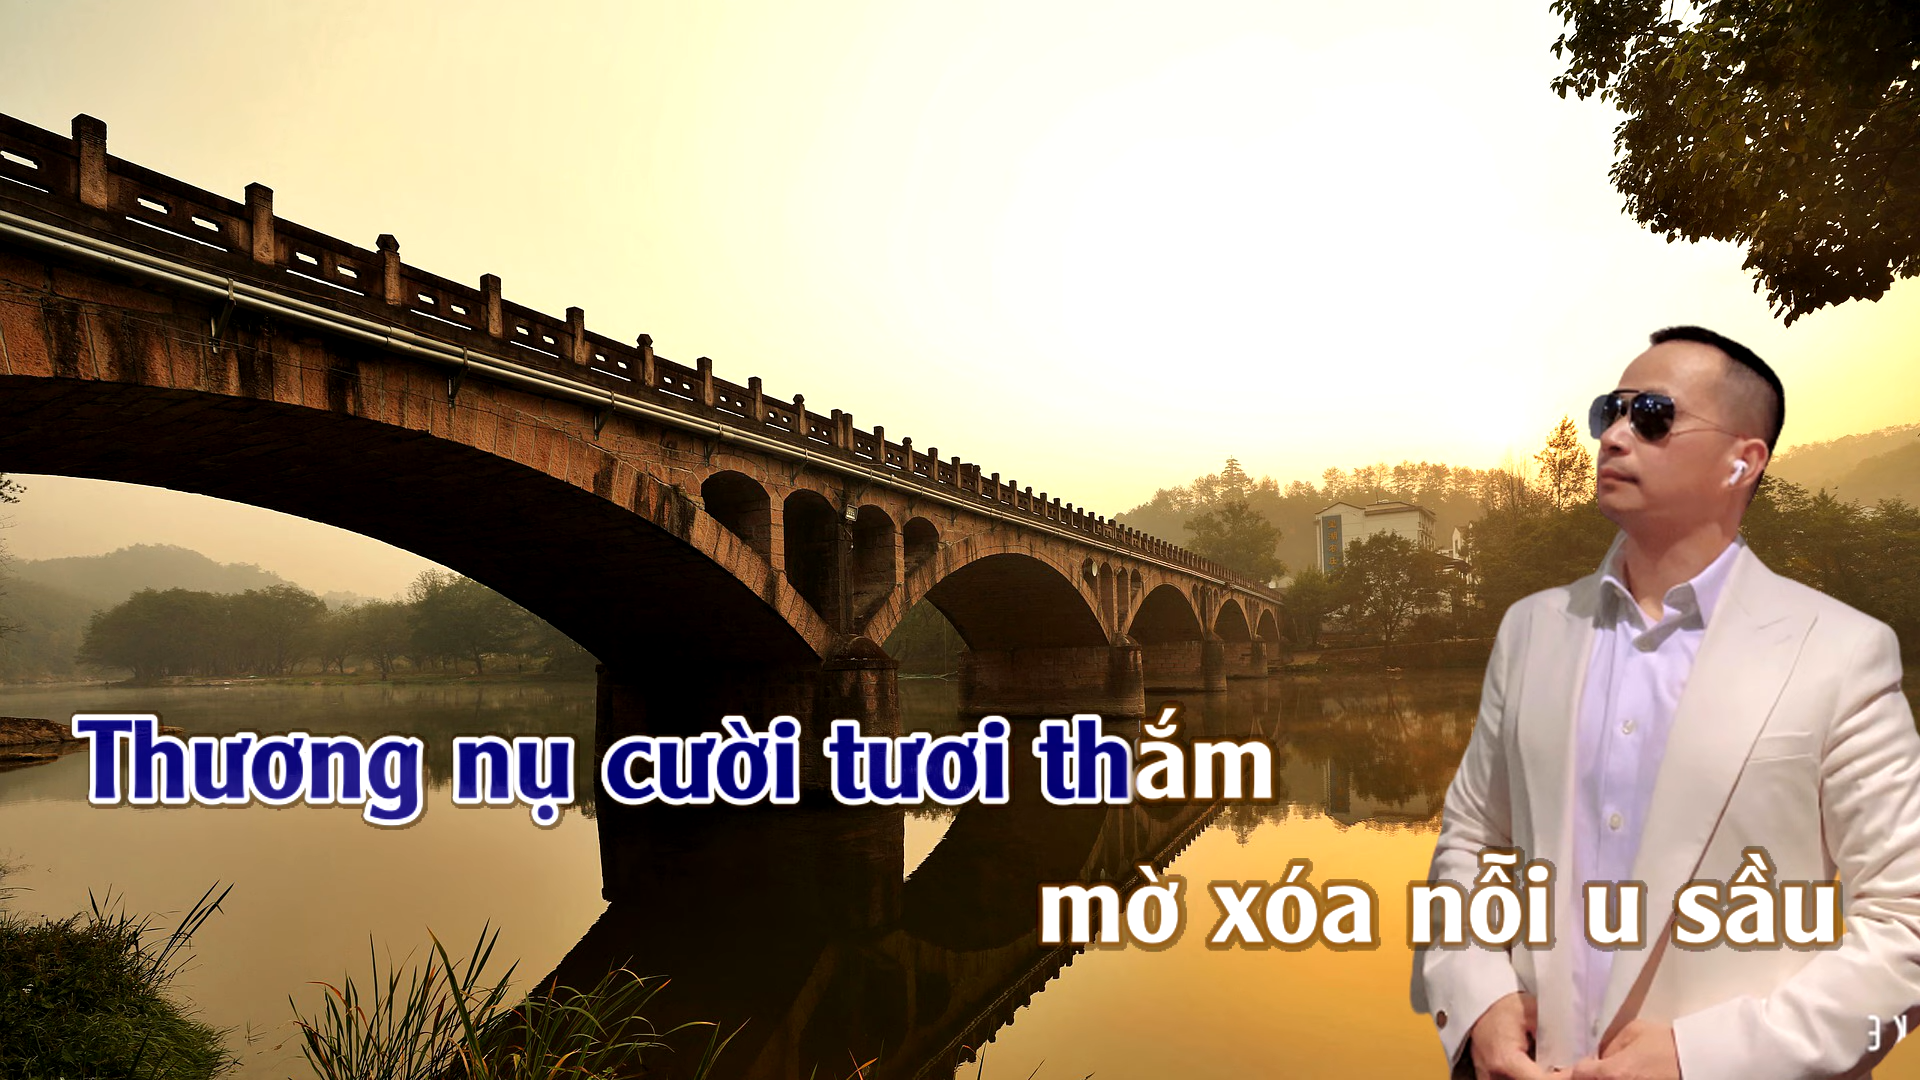 Thương nụ cười tươi thắm
mờ xóa nỗi u sầu